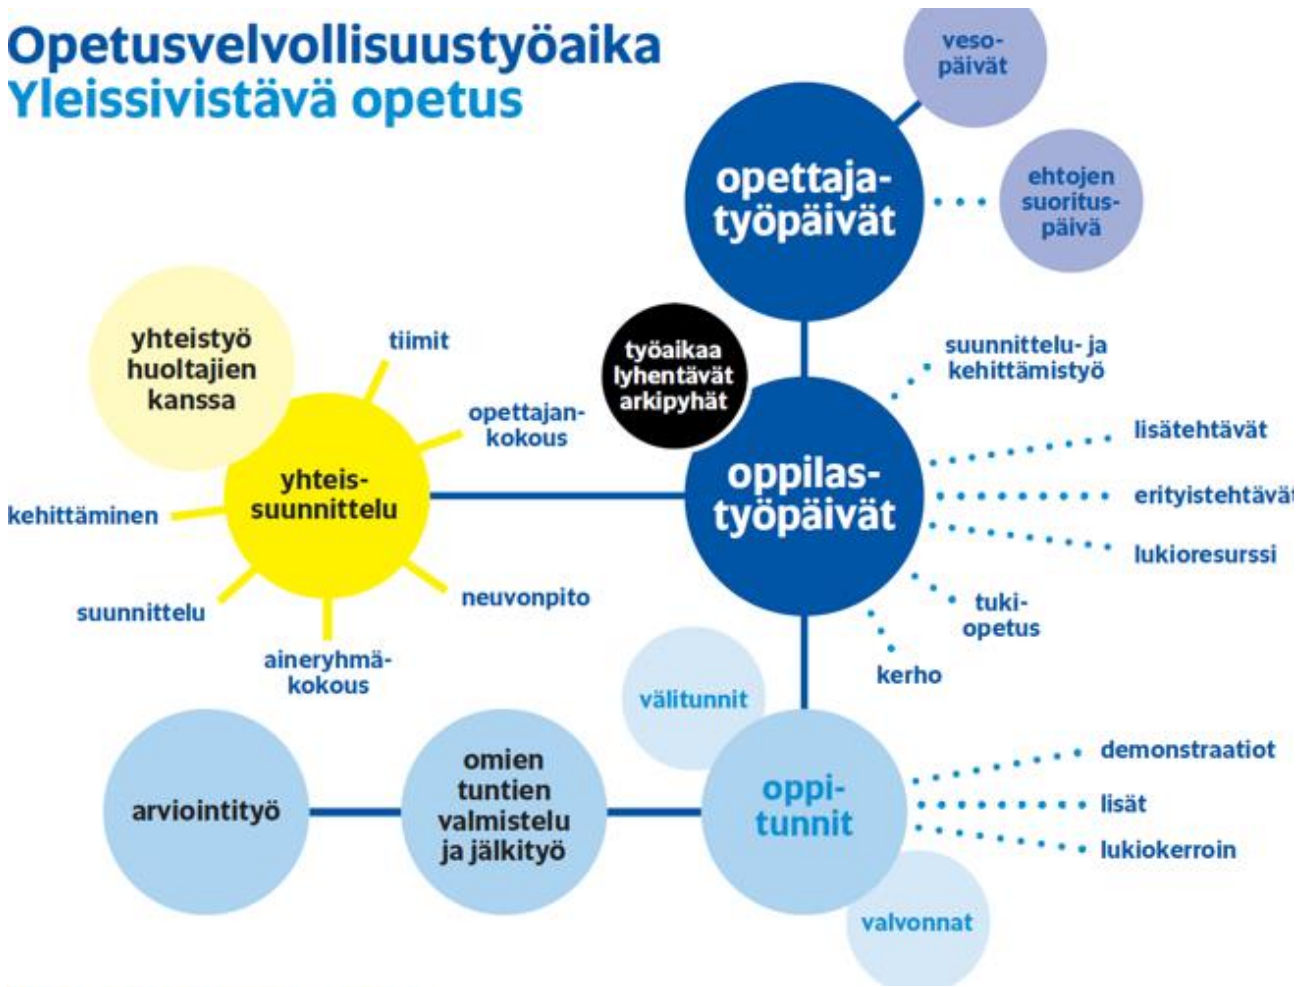 Opetusvelvollisuustyöaika
Yleissivistävä opetus
veso-
päivät
opettaja-
työpäivät
ehtojen
suoritus-
päivä
yhteistyö
huoltajien
kanssa
tiimit
opettajan-
kokous
työaikaa
lyhentävät
arkipyhät
suunnittelu- ja
kehittämistyö
yhteis-
suunnittelu
oppilas-
työpäivät
lisätehtävät
erityistehtävät
lukioresurssi
kehittäminen
suunnittelu
aineryhmä-
kokous
neuvonpito
tuki-
opetus
kerho
välitunnit
arviointityö
omien
tuntien
valmistelu
ja jälkityö
oppi-
tunnit
demonstraatiot
lisät
lukiokerroin
valvonnat